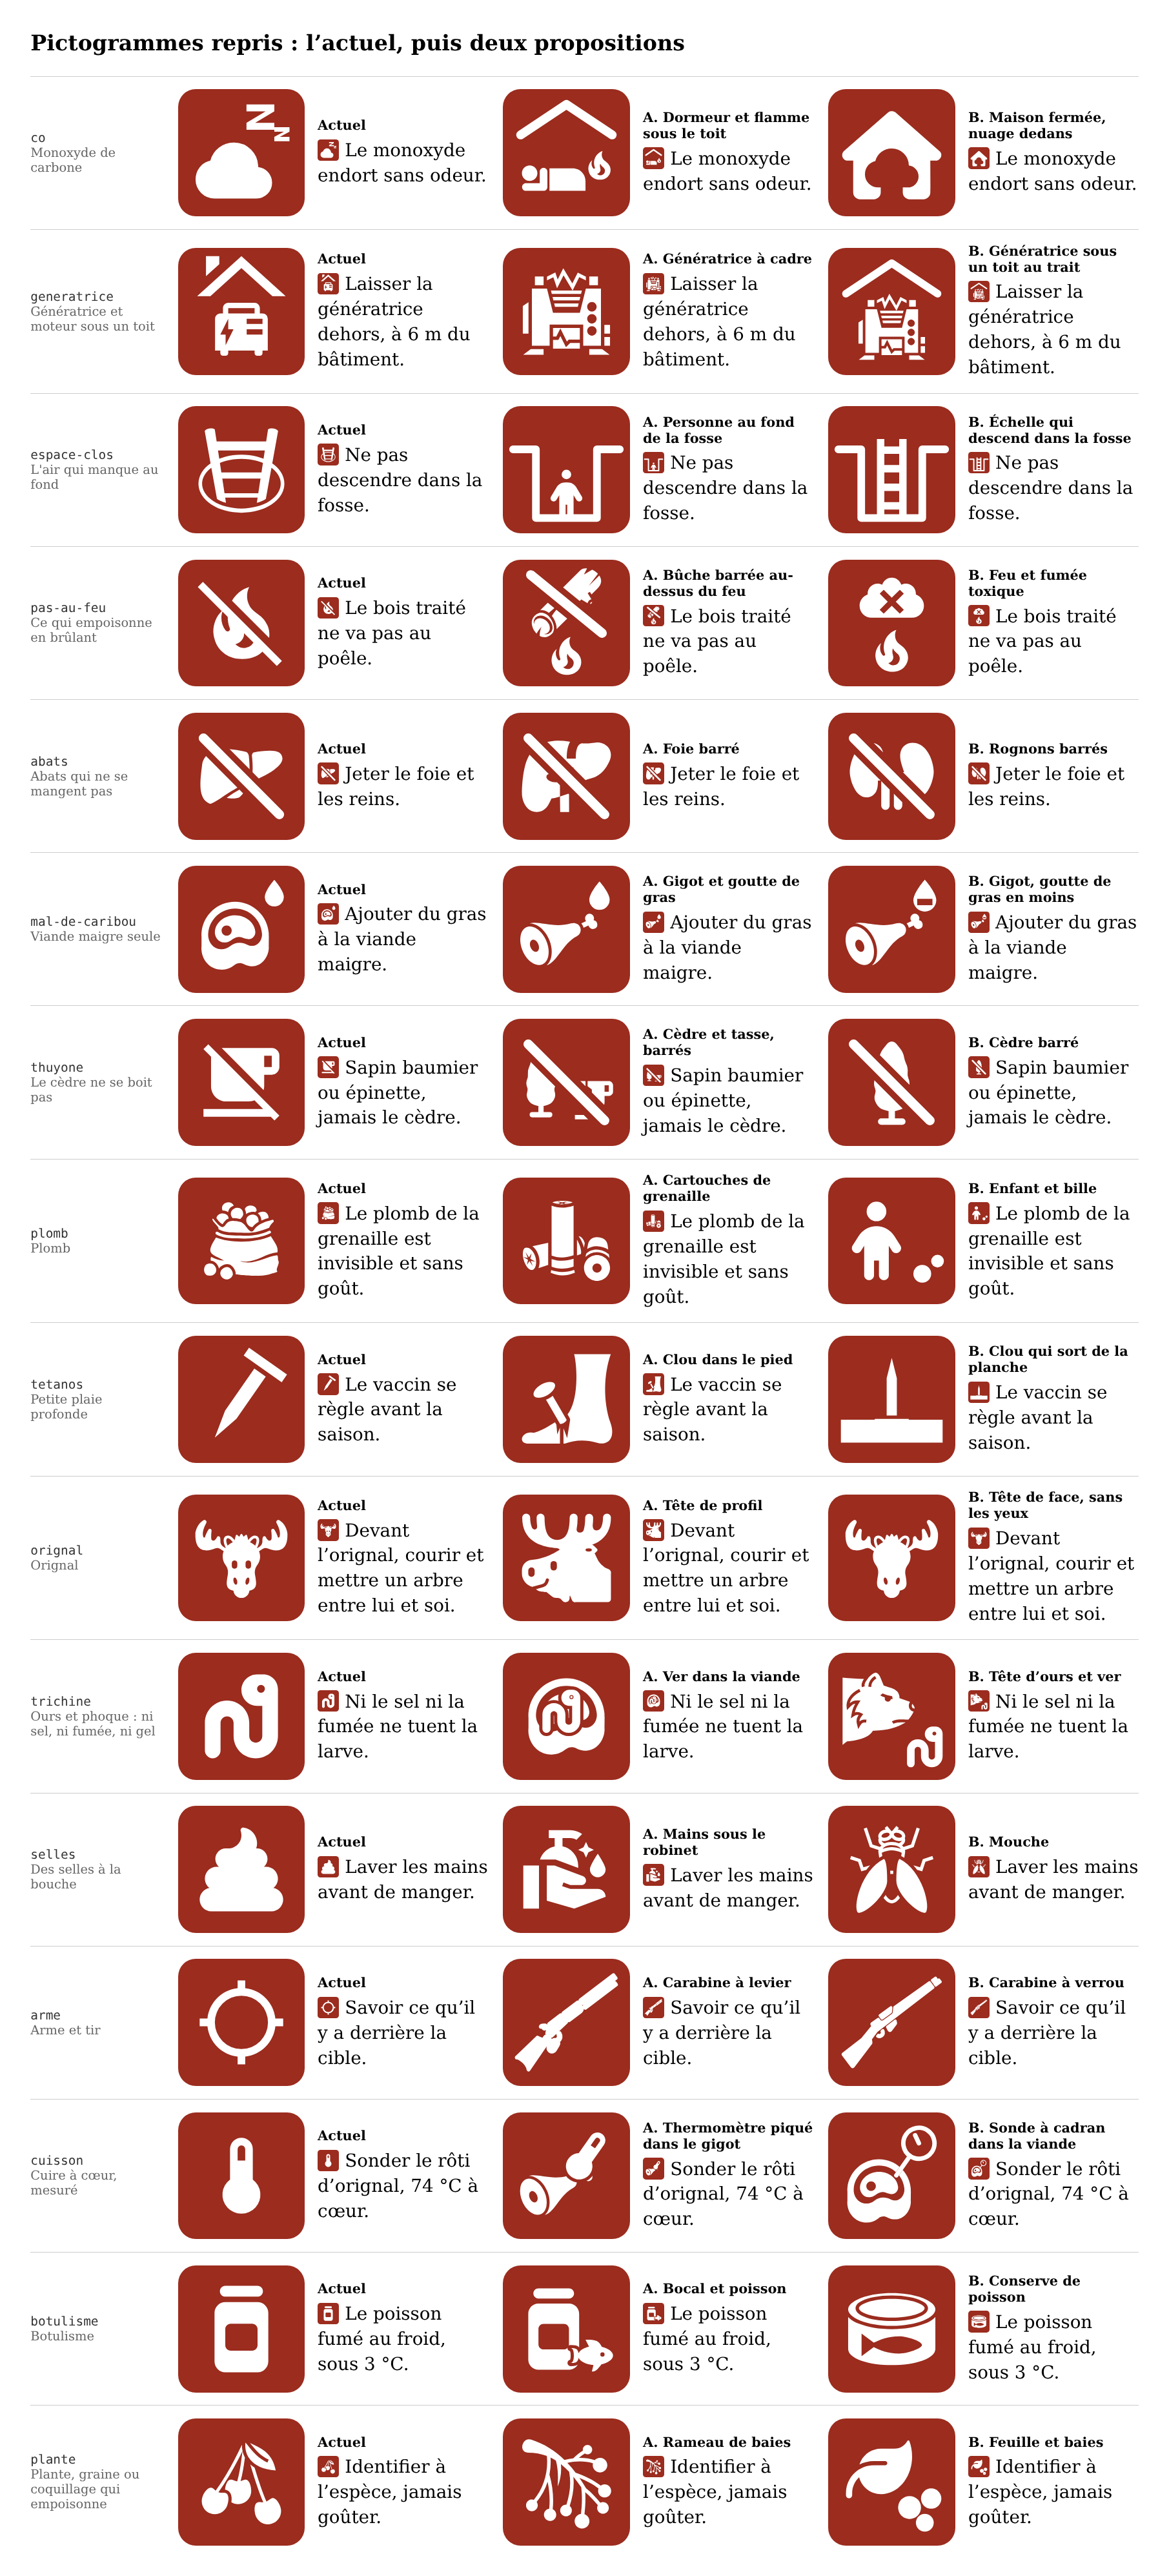 Pictogrammes repris : l’actuel, puis deux propositions
co
Monoxyde de
carbone
Actuel
Le monoxyde
endort sans odeur.
A. Dormeur et flamme
sous le toit
Le monoxyde
endort sans odeur.
B. Maison fermée,
nuage dedans
Le monoxyde
endort sans odeur.
generatrice
Génératrice et
moteur sous un toit
Actuel
Laisser la
génératrice
dehors, à 6 m du
bâtiment.
A. Génératrice à cadre
Laisser la
génératrice
dehors, à 6 m du
bâtiment.
B. Génératrice sous
un toit au trait
Laisser la
génératrice
dehors, à 6 m du
bâtiment.
espace-clos
L'air qui manque au
fond
Actuel
Ne pas
descendre dans la
fosse.
A. Personne au fond
de la fosse
Ne pas
descendre dans la
fosse.
B. Échelle qui
descend dans la fosse
Ne pas
descendre dans la
fosse.
pas-au-feu
Ce qui empoisonne
en brûlant
Actuel
Le bois traité
ne va pas au
poêle.
A. Bûche barrée au-
dessus du feu
Le bois traité
ne va pas au
poêle.
B. Feu et fumée
toxique
Le bois traité
ne va pas au
poêle.
abats
Abats qui ne se
mangent pas
Actuel
Jeter le foie et
les reins.
A. Foie barré
Jeter le foie et
les reins.
B. Rognons barrés
Jeter le foie et
les reins.
mal-de-caribou
Viande maigre seule
Actuel
Ajouter du gras
à la viande
maigre.
A. Gigot et goutte de
gras
Ajouter du gras
à la viande
maigre.
B. Gigot, goutte de
gras en moins
Ajouter du gras
à la viande
maigre.
thuyone
Le cèdre ne se boit
pas
Actuel
Sapin baumier
ou épinette,
jamais le cèdre.
A. Cèdre et tasse,
barrés
Sapin baumier
ou épinette,
jamais le cèdre.
B. Cèdre barré
Sapin baumier
ou épinette,
jamais le cèdre.
plomb
Plomb
Actuel
Le plomb de la
grenaille est
invisible et sans
goût.
A. Cartouches de
grenaille
Le plomb de la
grenaille est
invisible et sans
goût.
B. Enfant et bille
Le plomb de la
grenaille est
invisible et sans
goût.
tetanos
Petite plaie
profonde
Actuel
Le vaccin se
règle avant la
saison.
A. Clou dans le pied
Le vaccin se
règle avant la
saison.
B. Clou qui sort de la
planche
Le vaccin se
règle avant la
saison.
orignal
Orignal
Actuel
Devant
l’orignal, courir et
mettre un arbre
entre lui et soi.
A. Tête de profil
Devant
l’orignal, courir et
mettre un arbre
entre lui et soi.
B. Tête de face, sans
les yeux
Devant
l’orignal, courir et
mettre un arbre
entre lui et soi.
trichine
Ours et phoque : ni
sel, ni fumée, ni gel
Actuel
Ni le sel ni la
fumée ne tuent la
larve.
A. Ver dans la viande
Ni le sel ni la
fumée ne tuent la
larve.
B. Tête d’ours et ver
Ni le sel ni la
fumée ne tuent la
larve.
selles
Des selles à la
bouche
Actuel
Laver les mains
avant de manger.
A. Mains sous le
robinet
Laver les mains
avant de manger.
B. Mouche
Laver les mains
avant de manger.
arme
Arme et tir
Actuel
Savoir ce qu’il
y a derrière la
cible.
A. Carabine à levier
Savoir ce qu’il
y a derrière la
cible.
B. Carabine à verrou
Savoir ce qu’il
y a derrière la
cible.
cuisson
Cuire à cœur,
mesuré
Actuel
Sonder le rôti
d’orignal, 74 °C à
cœur.
A. Thermomètre piqué
dans le gigot
Sonder le rôti
d’orignal, 74 °C à
cœur.
B. Sonde à cadran
dans la viande
Sonder le rôti
d’orignal, 74 °C à
cœur.
botulisme
Botulisme
Actuel
Le poisson
fumé au froid,
sous 3 °C.
A. Bocal et poisson
Le poisson
fumé au froid,
sous 3 °C.
B. Conserve de
poisson
Le poisson
fumé au froid,
sous 3 °C.
plante
Plante, graine ou
coquillage qui
empoisonne
Actuel
Identifier à
l’espèce, jamais
goûter.
A. Rameau de baies
Identifier à
l’espèce, jamais
goûter.
B. Feuille et baies
Identifier à
l’espèce, jamais
goûter.